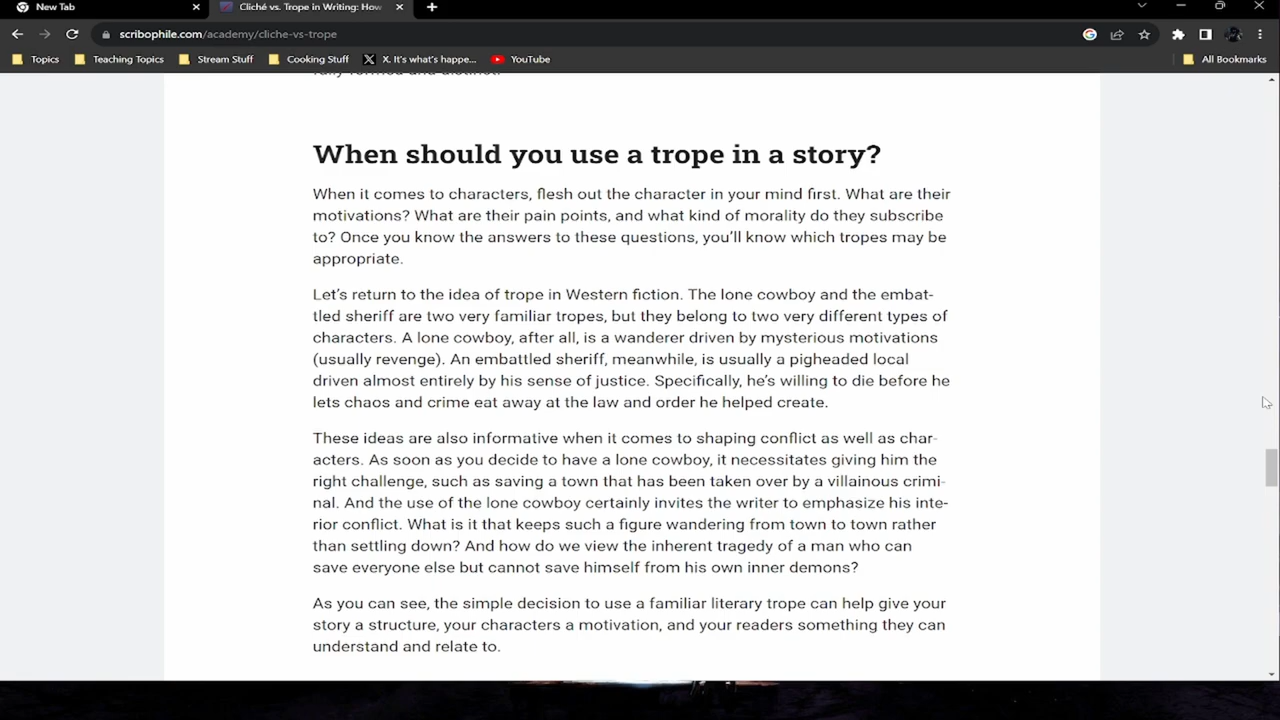 New Tab
Cliché vs. Trope in Writing: How
scribophile.com/academy/cliche-vs-trope
Topics
Teaching Topics
Stream Stuff
Cooking Stuff
X. It's what's happe...
YouTube
All Bookmarks
fully formed and distinct.
When should you use a trope in a story?
When it comes to characters, flesh out the character in your mind first. What are their
motivations? What are their pain points, and what kind of morality do they subscribe
to? Once you know the answers to these questions, you’ll know which tropes may be
appropriate.
Let’s return to the idea of trope in Western fiction. The lone cowboy and the embat-
tled sheriff are two very familiar tropes, but they belong to two very different types of
characters. A lone cowboy, after all, is a wanderer driven by mysterious motivations
(usually revenge). An embattled sheriff, meanwhile, is usually a pigheaded local
driven almost entirely by his sense of justice. Specifically, he’s willing to die before he
lets chaos and crime eat away at the law and order he helped create.
These ideas are also informative when it comes to shaping conflict as well as char-
acters. As soon as you decide to have a lone cowboy, it necessitates giving him the
right challenge, such as saving a town that has been taken over by a villainous crimi-
nal. And the use of the lone cowboy certainly invites the writer to emphasize his inte-
rior conflict. What is it that keeps such a figure wandering from town to town rather
than settling down? And how do we view the inherent tragedy of a man who can
save everyone else but cannot save himself from his own inner demons?
As you can see, the simple decision to use a familiar literary trope can help give your
story a structure, your characters a motivation, and your readers something they can
understand and relate to.